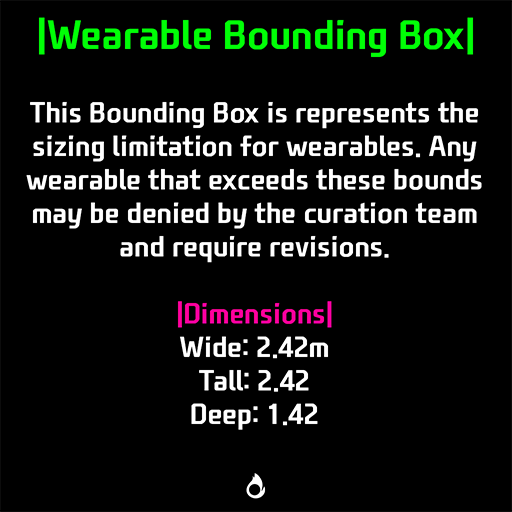 |Wearable Bounding Box|
This Bounding Box is represents the
sizing limitation for wearables. Any
wearable that exceeds these bounds
may be denied by the curation team
and require revisions.
|Dimensions|
Wide: 2.42m
Tall: 2.42
Deep: 1.42